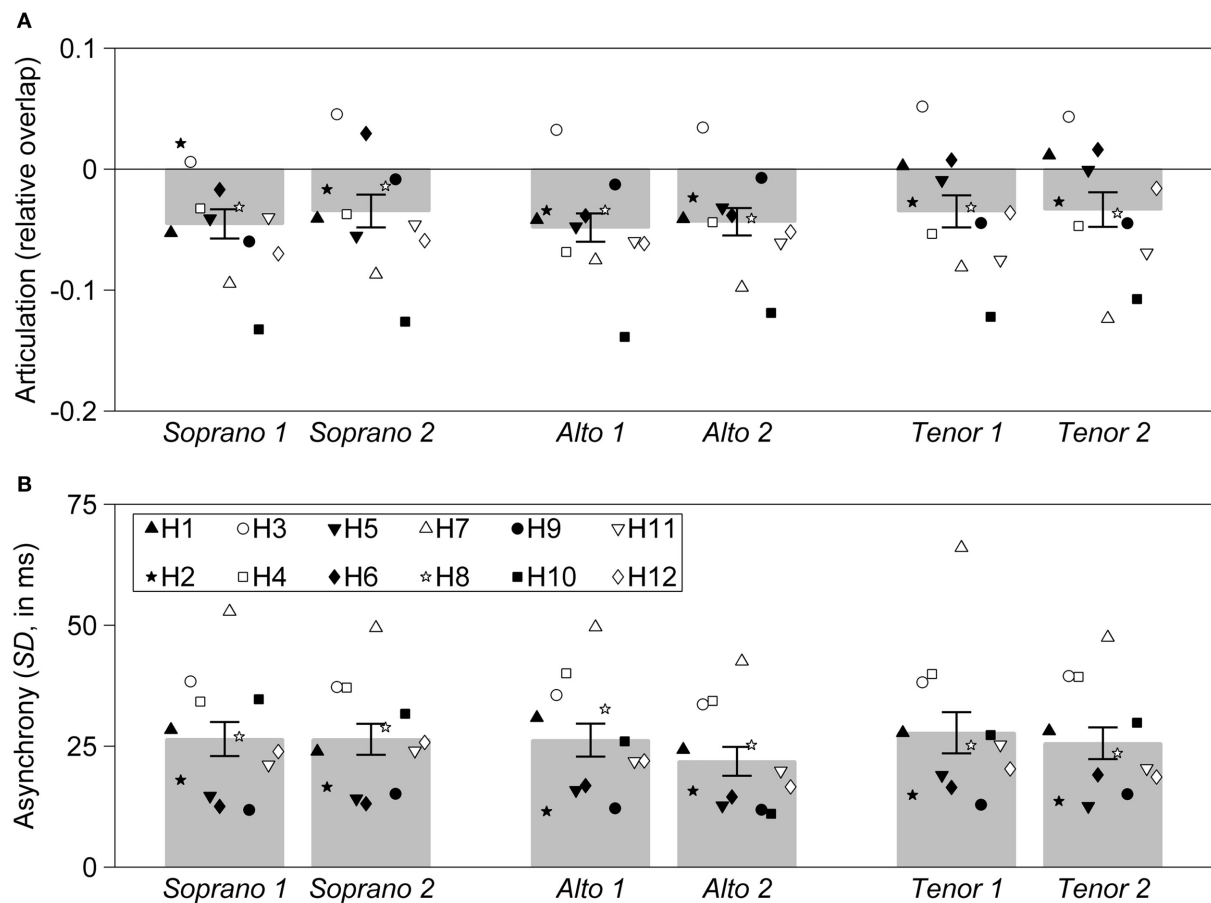 A
Articulation (relative overlap)
0.1
0
-0.1
-0.2
Soprano 1 Soprano 2 Alto 1 Alto 2 Tenor 1 Tenor 2
B
Asynchrony (SD, in ms)
75
50
25
0
H1 H3 H5 H7 H9 H11
H2 H4 H6 H8 H10 H12
Soprano 1 Soprano 2 Alto 1 Alto 2 Tenor 1 Tenor 2